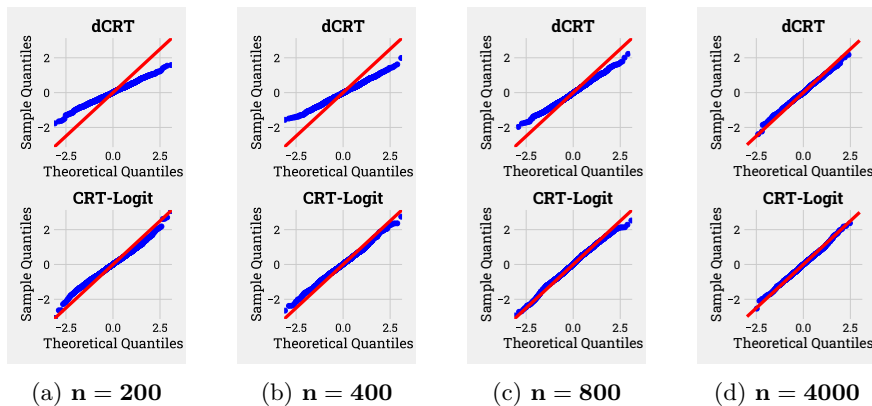 dCRT
dCRT
dCRT
dCRT
Sample Quantiles
2
0
−2
−2.5
0.0
2.5
Theoretical Quantiles
Sample Quantiles
2
0
−2
−2.5
0.0
2.5
Theoretical Quantiles
Sample Quantiles
2
0
−2
−2.5
0.0
2.5
Theoretical Quantiles
Sample Quantiles
2
0
−2
−2.5
0.0
2.5
Theoretical Quantiles
CRT-Logit
CRT-Logit
CRT-Logit
CRT-Logit
Sample Quantiles
2
0
−2
−2.5
0.0
2.5
Theoretical Quantiles
Sample Quantiles
2
0
−2
−2.5
0.0
2.5
Theoretical Quantiles
Sample Quantiles
2
0
−2
−2.5
0.0
2.5
Theoretical Quantiles
Sample Quantiles
2
0
−2
−2.5
0.0
2.5
Theoretical Quantiles
(a) n = 200
(b) n = 400
(c) n = 800
(d) n = 4000